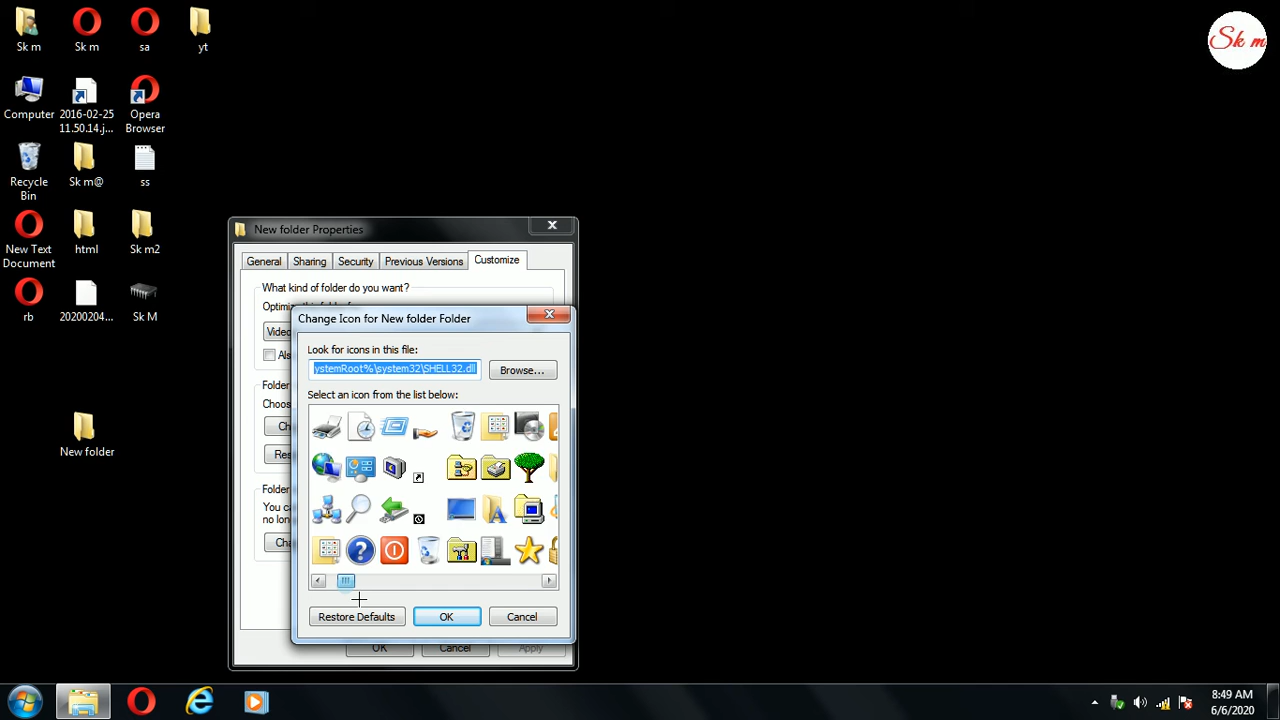 Sk m
Sk m
sa
yt
Sk m
Computer
2016-02-25
11.50.14.j...
Opera
Browser
Recycle
Bin
Sk m@
ss
New Text
Document
html
Sk m2
rb
20200204...
Sk M
New folder
New folder Properties
General
Sharing
Security
Previous Versions
Customize
What kind of folder do you want?
Change Icon for New folder Folder
Look for icons in this file:
ystemRoot%\system32\SHELL32.dll
Browse...
Select an icon from the list below:
Restore Defaults
OK
Cancel
OK
Cancel
Apply
8:49 AM
6/6/2020